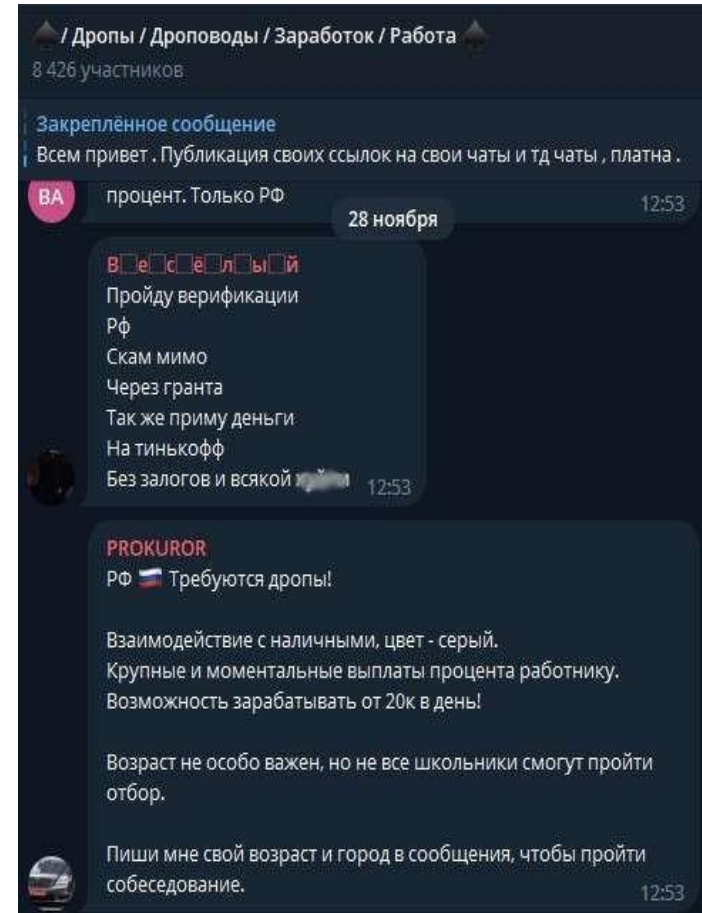 / Дропы / Дроповоды / Заработок / Работа
8 426 участников
Закреплённое сообщение
Всем привет . Публикация своих ссылок на свои чаты и тд чаты , платна .
ВА
процент. Только РФ
12:53
28 ноября
В е с ё л ы й
Пройду верификации
Рф
Скам мимо
Через гранта
Так же приму деньги
На тинькофф
Без залогов и всякой
12:53
PROKUROR
РФ 🇷🇺 Требуются дропы!
Взаимодействие с наличными, цвет - серый.
Крупные и моментальные выплаты процента работнику.
Возможность зарабатывать от 20к в день!
Возраст не особо важен, но не все школьники смогут пройти
отбор.
Пиши мне свой возраст и город в сообщения, чтобы пройти
собеседование.
12:53